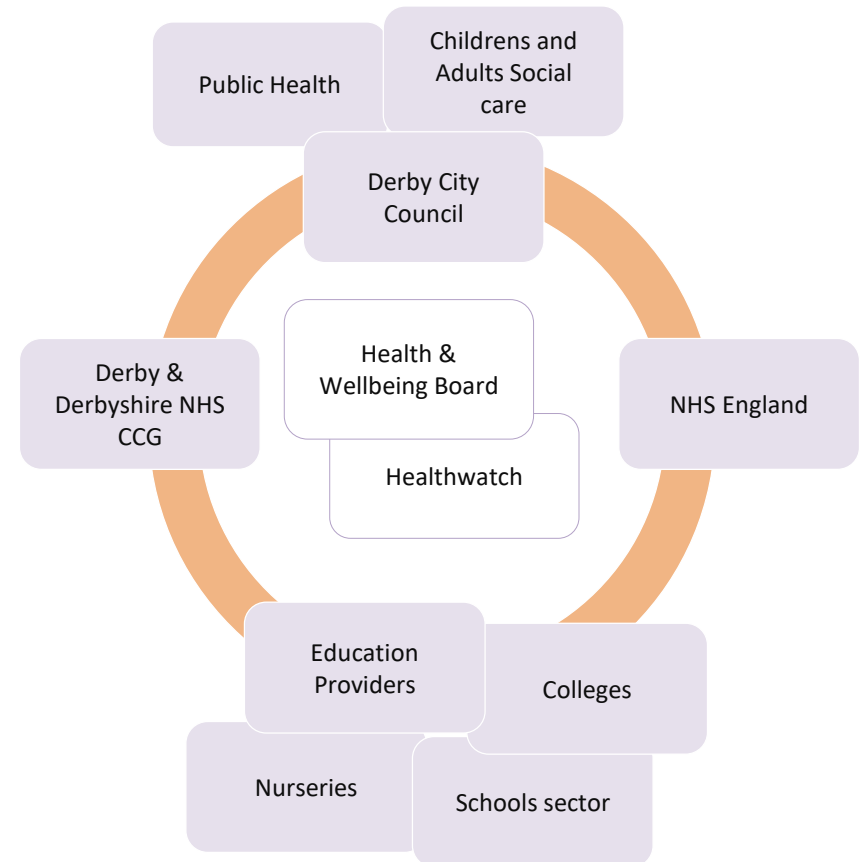 Public Health
Childrens and
Adults Social
care
Derby City
Council
Health &
Wellbeing Board
Derby &
Derbyshire NHS
CCG
NHS England
Healthwatch
Education
Providers
Colleges
Nurseries
Schools sector